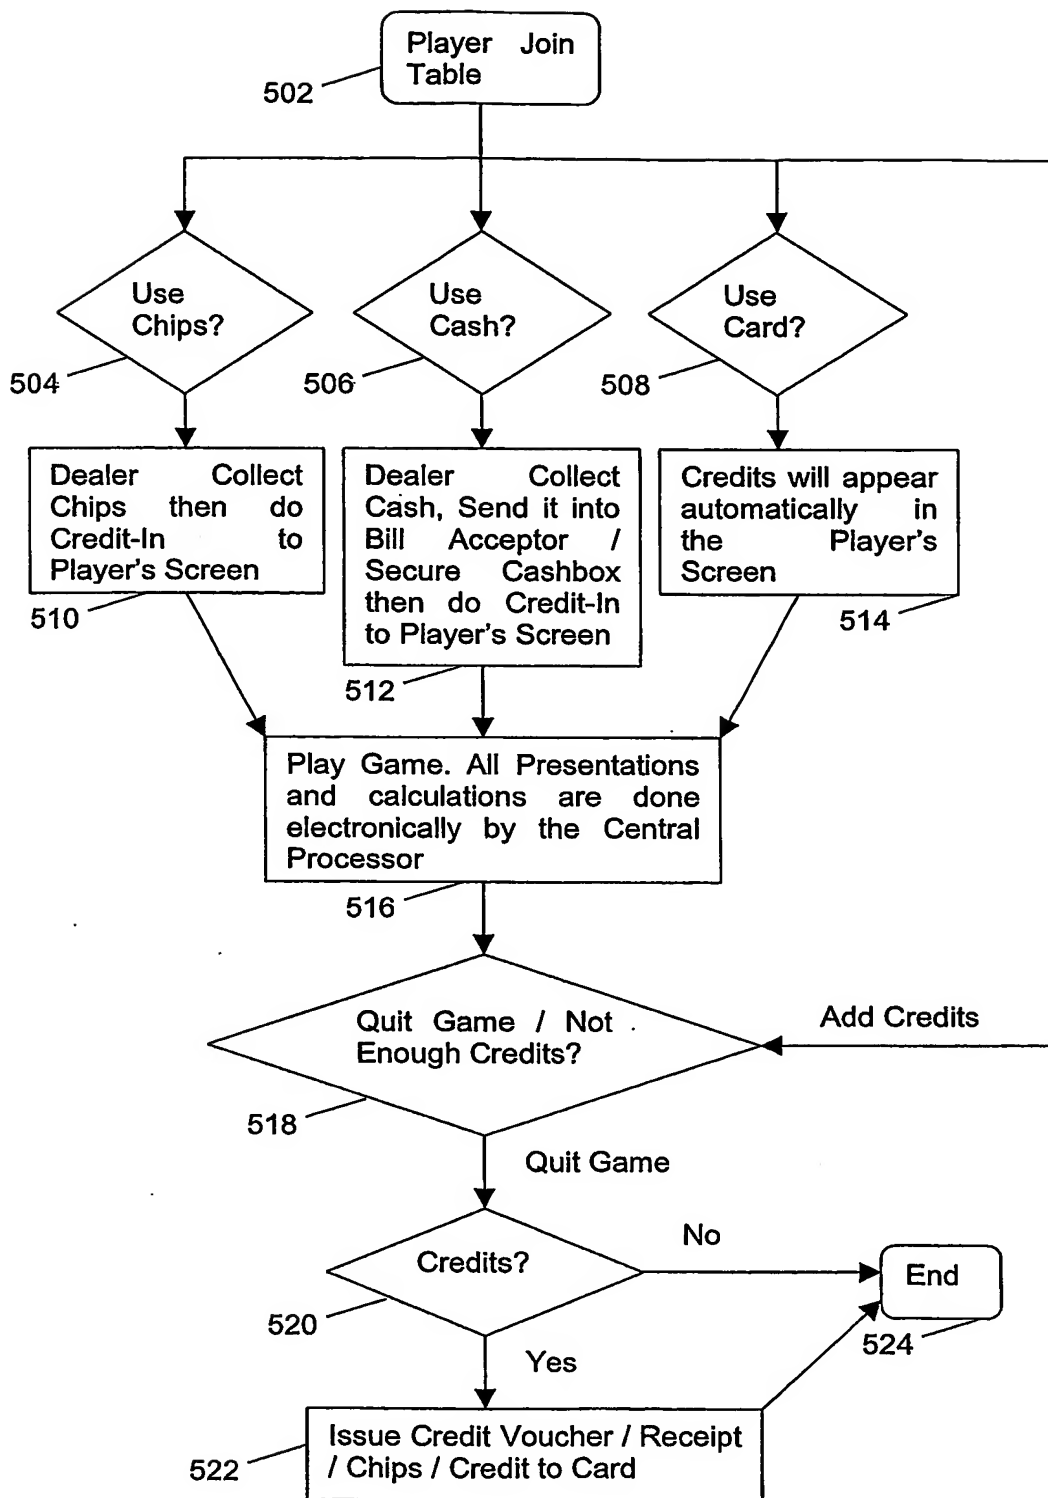 Player Join
Table
502
Use
Chips?
504
Use
Cash?
506
Use
Card?
508
Dealer Collect
Chips then do
Credit-In to
Player's Screen
510
Dealer Collect
Cash, Send it into
Bill Acceptor /
Secure Cashbox
then do Credit-In
to Player's Screen
512
Credits will appear
automatically in
the Player's
Screen
514
Play Game. All Presentations
and calculations are done
electronically by the Central
Processor
516
Quit Game / Not
Enough Credits?
518
Add Credits
Quit Game
Credits?
520
No
End
524
Yes
Issue Credit Voucher / Receipt
/ Chips / Credit to Card
522